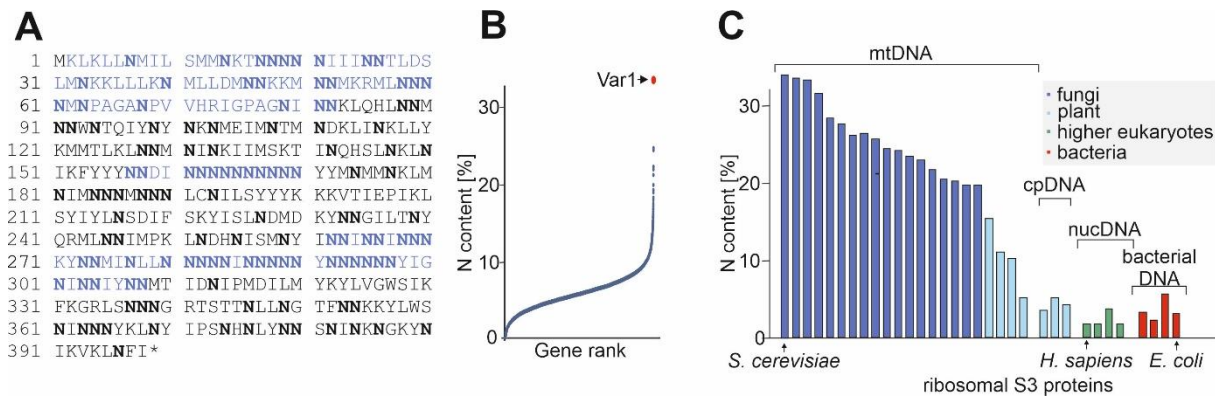 A
1 MKLKLLNMIL SMMNKTNNNN NIIINNTLDS
31 LMNKKLLLKN MLLDMNNKKM NNMKRMLNNN
61 NMNPAGANPV VHRIGPAGNI NNKLQHLNNM
91 NNWNTQIYNY NKNMEIMNTM NDKLINKLLY
121 KMMTLKLNNM NINKIIMSKT INQHSLNKLN
151 IKFYYYNNDI NNNNNNNNNN YYMNMMNKLM
181 NIMNNNMNNN LCNILSYYYK KKVTIEPIKL
211 SYIYLNSDIF SKYISLNDMD KYNNGILTNY
241 QRMLNNIMPK LNDHNISMNY INNINNINNN
271 KYNNMINLLN NNNNINNNNN YNNNNNNYIG
301 NINNIYNNMT IDNIPMDILM YKYLVGWSIK
331 FKGRLSNNNG RTSTTNLLNG TFNNKKYLWS
361 NINNNYKLNY IPSNHNLYNN SNINKNGKYN
391 IKVKLNFI*
B
Var1
30
20
10
0
N content [%]
Gene rank
C
mtDNA
fungi
plant
higher eukaryotes
bacteria
cpDNA
nucDNA
bacterial
DNA
30
20
10
0
N content [%]
S. cerevisiae
H. sapiens
E. coli
ribosomal S3 proteins